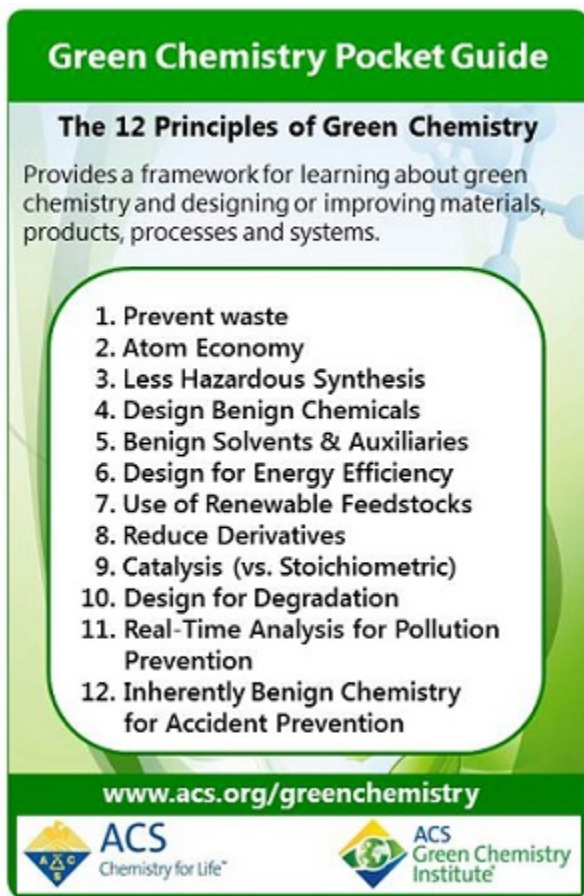 Green Chemistry Pocket Guide
The 12 Principles of Green Chemistry
Provides a framework for learning about green
chemistry and designing or improving materials,
products, processes and systems.
1. Prevent waste
2. Atom Economy
3. Less Hazardous Synthesis
4. Design Benign Chemicals
5. Benign Solvents & Auxiliaries
6. Design for Energy Efficiency
7. Use of Renewable Feedstocks
8. Reduce Derivatives
9. Catalysis (vs. Stoichiometric)
10. Design for Degradation
11. Real-Time Analysis for Pollution
Prevention
12. Inherently Benign Chemistry
for Accident Prevention
www.acs.org/greenchemistry
A C S
ACS
Chemistry for Life™
ACS
Green Chemistry
Institute®